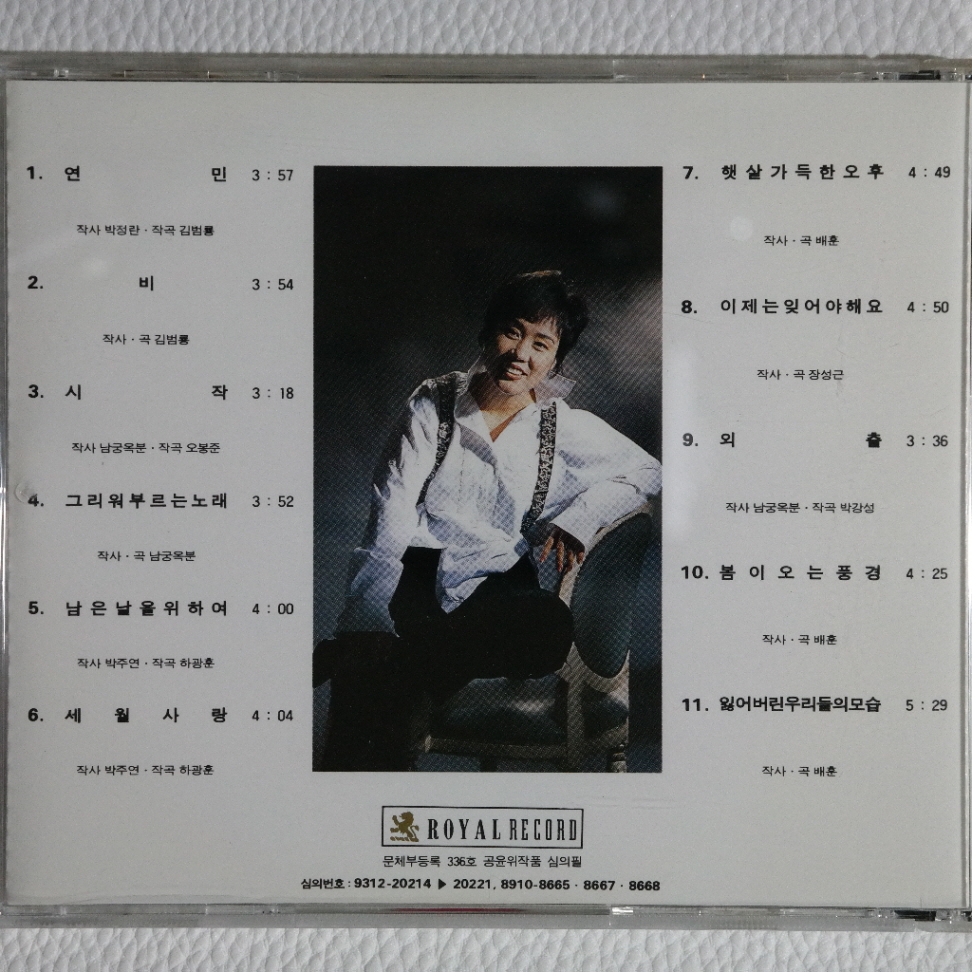 1. 연 민 3 : 57
작사 박정란 · 작곡 김범룡
2. 비 3 : 54
작사 · 곡 김범룡
3. 시 작 3 : 18
작사 남궁옥분 · 작곡 오봉준
4. 그리워부르는노래 3 : 52
작사 · 곡 남궁옥분
5. 남은날을위하여 4 : 00
작사 박주연 · 작곡 하광훈
6. 세 월 사 랑 4 : 04
작사 박주연 · 작곡 하광훈
7. 햇살가득한오후 4 : 49
작사 · 곡 배훈
8. 이제는잊어야해요 4 : 50
작사 · 곡 장성근
9. 외 출 3 : 36
작사 남궁옥분 · 작곡 박강성
10. 봄 이 오 는 풍 경 4 : 25
작사 · 곡 배훈
11. 잃어버린우리들의모습 5 : 29
작사 · 곡 배훈
ROYAL RECORD
문체부등록 336호 공윤위작품 심의필
심의번호 : 9312-20214 ▶ 20221, 8910-8665 · 8667 · 8668